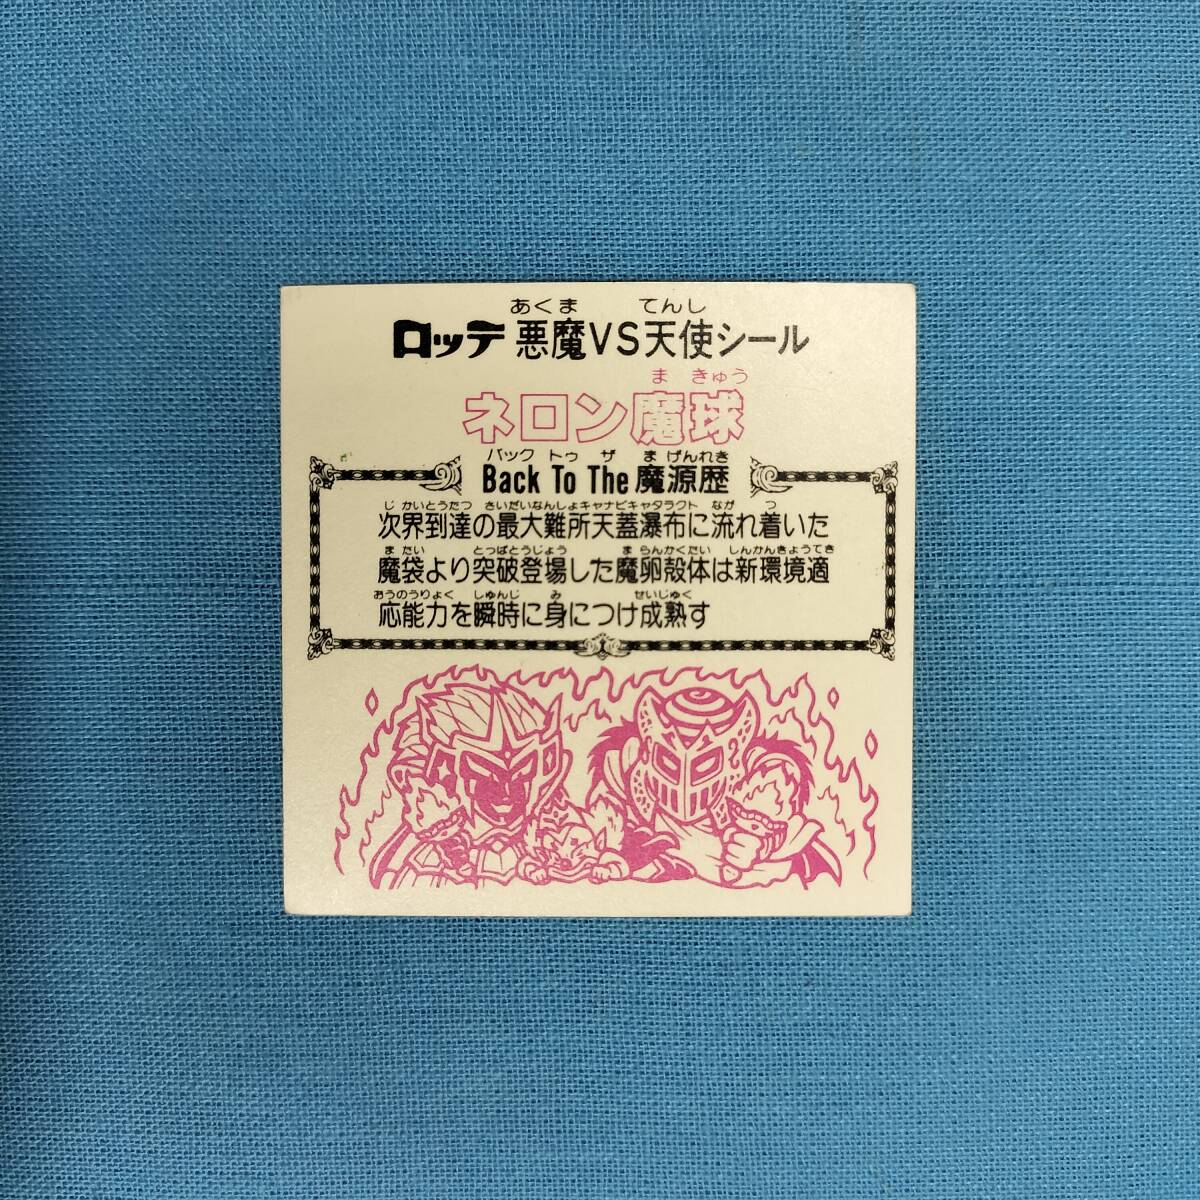 あくま てんし
ロッテ 悪魔VS天使シール
ま きゅう
ネロン魔球
バック トゥ ザ ま げんれき
Back To The 魔源歴
じ かいとうたつ さいだいなんしょキャナピキャタラクト なが つ
次界到達の最大難所天蓋瀑布に流れ着いた
ま たい とっぱとうじょう ま らんかくたい しんかんきょうてき
魔袋より突破登場した魔卵殻体は新環境適
おうのうりょく しゅんじ み せいじゅく
応能力を瞬時に身につけ成熟す